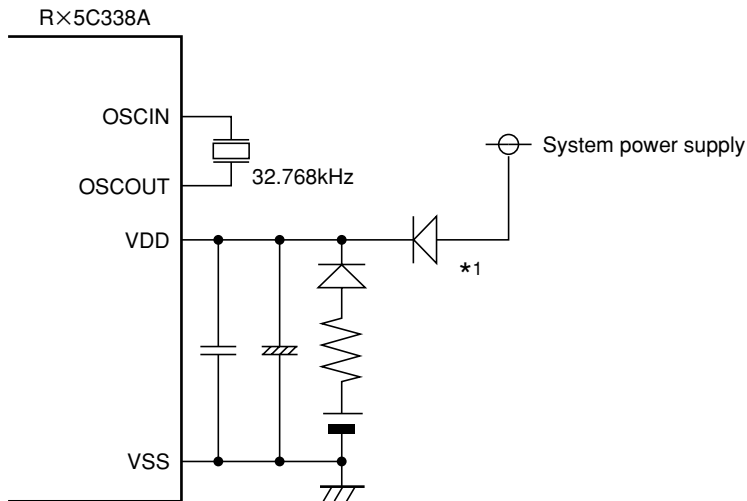 R×5C338A
OSCIN
System power supply
32.768kHz
OSCOUT
VDD
*1
VSS